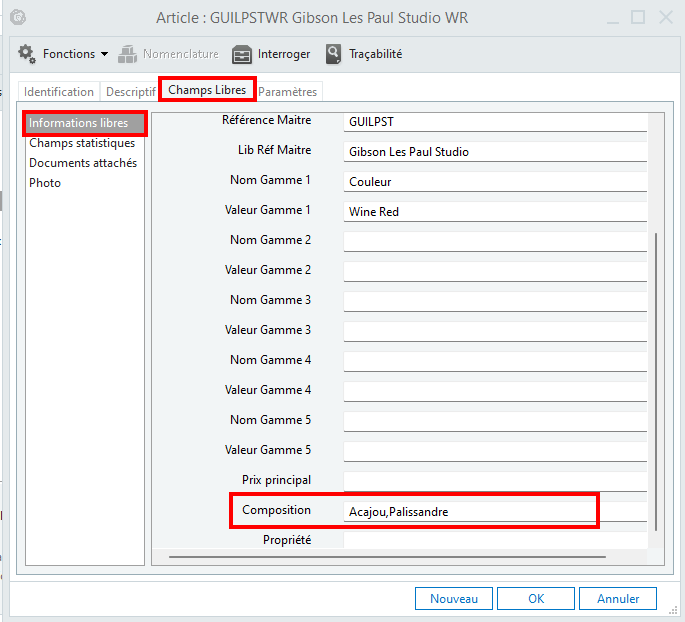 Article : GUILPSTWR Gibson Les Paul Studio WR
Fonctions Nomenclature Interroger Traçabilité
Identification Descriptif Champs Libres Paramètres
Informations libres
Champs statistiques
Documents attachés
Photo
Référence Maitre GUILPST
Lib Réf Maitre Gibson Les Paul Studio
Nom Gamme 1 Couleur
Valeur Gamme 1 Wine Red
Nom Gamme 2
Valeur Gamme 2
Nom Gamme 3
Valeur Gamme 3
Nom Gamme 4
Valeur Gamme 4
Nom Gamme 5
Valeur Gamme 5
Prix principal
Composition Acajou,Palissandre
Propriété
Nouveau OK Annuler